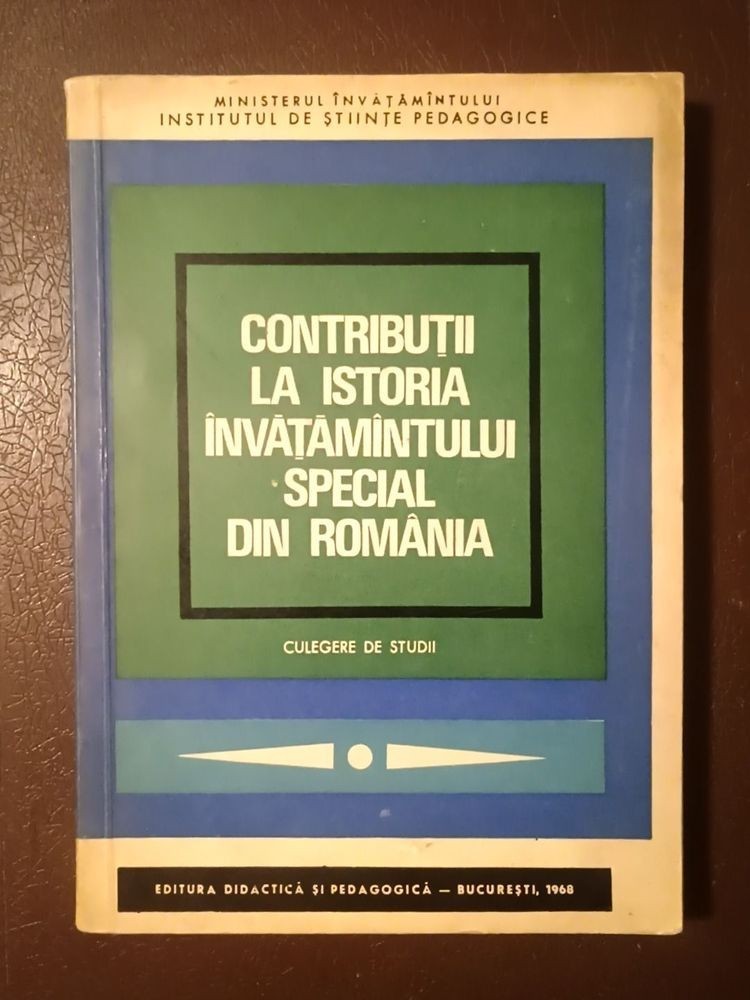 MINISTERUL ÎNVĂȚĂMÎNTULUI
INSTITUTUL DE ȘTIINȚE PEDAGOGICE
CONTRIBUȚII
LA ISTORIA
ÎNVĂȚĂMÎNTULUI
SPECIAL
DIN ROMÂNIA
CULEGERE DE STUDII
EDITURA DIDACTICĂ ȘI PEDAGOGICĂ — BUCUREȘTI, 1968